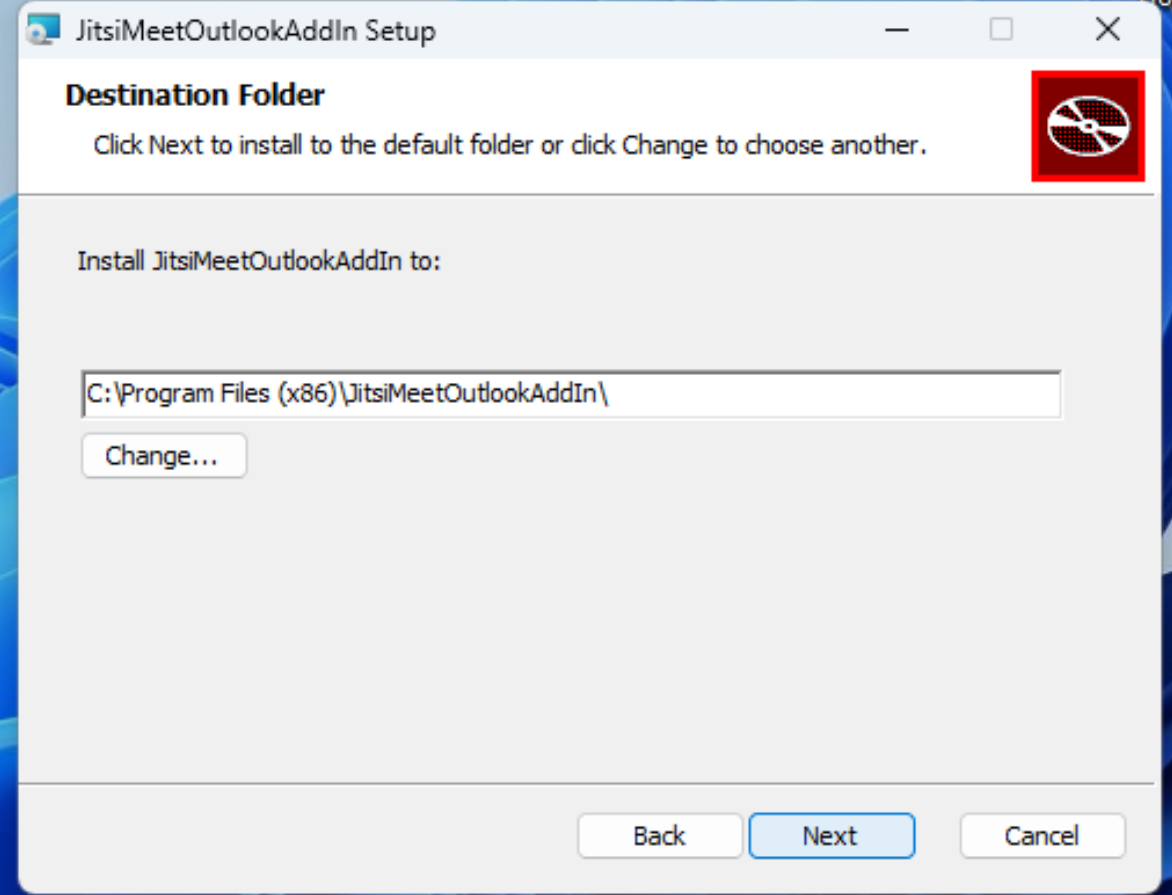 JitsiMeetOutlookAddIn Setup
Destination Folder
Click Next to install to the default folder or click Change to choose another.
Install JitsiMeetOutlookAddIn to:
C:\Program Files (x86)\JitsiMeetOutlookAddIn\
Change...
Back
Next
Cancel